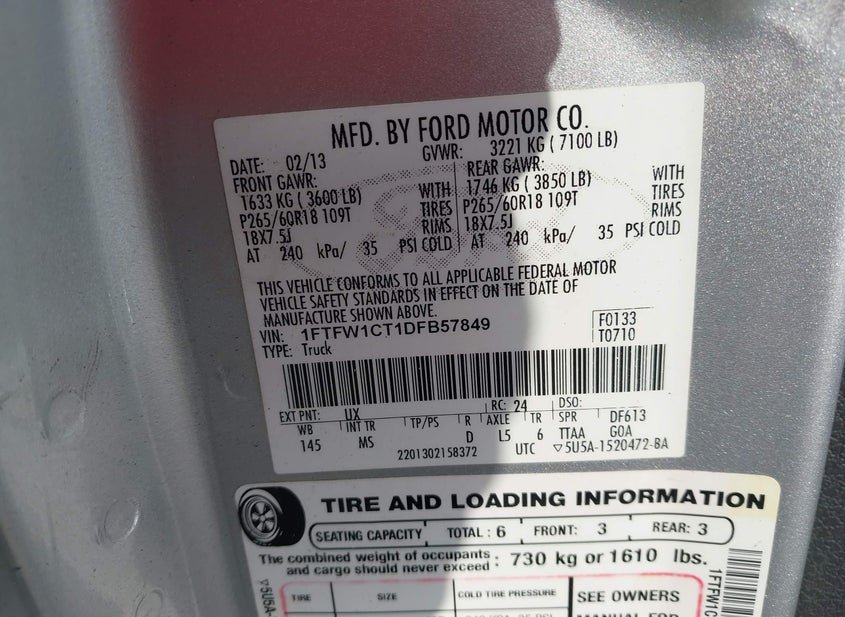 MFD. BY FORD MOTOR CO.
DATE: 02/13 GVWR: 3221 KG ( 7100 LB)
FRONT GAWR: REAR GAWR:
1633 KG ( 3600 LB) WITH 1746 KG ( 3850 LB) WITH
P265/60R18 109T TIRES P265/60R18 109T TIRES
18X7.5J RIMS 18X7.5J RIMS
AT 240 kPa/ 35 PSI COLD AT 240 kPa/ 35 PSI COLD
Ford
THIS VEHICLE CONFORMS TO ALL APPLICABLE FEDERAL MOTOR
VEHICLE SAFETY STANDARDS IN EFFECT ON THE DATE OF
MANUFACTURE SHOWN ABOVE.
VIN: 1FTFW1CT1DFB57849 F0133
TYPE: Truck T0710
EXT PNT: UX RC: 24 DSO:
WB INT TR TP/PS R AXLE TR SPR DF613
145 MS D L5 6 TTAA GOA
2201302158372 UTC ▽5U5A-1520472-BA
TIRE AND LOADING INFORMATION
SEATING CAPACITY TOTAL : 6 FRONT: 3 REAR: 3
The combined weight of occupants and cargo should never exceed : 730 kg or 1610 lbs.
TIRE SIZE COLD TIRE PRESSURE SEE OWNERS
MANUAL FOR
▽5U5A-
1FTFW1C